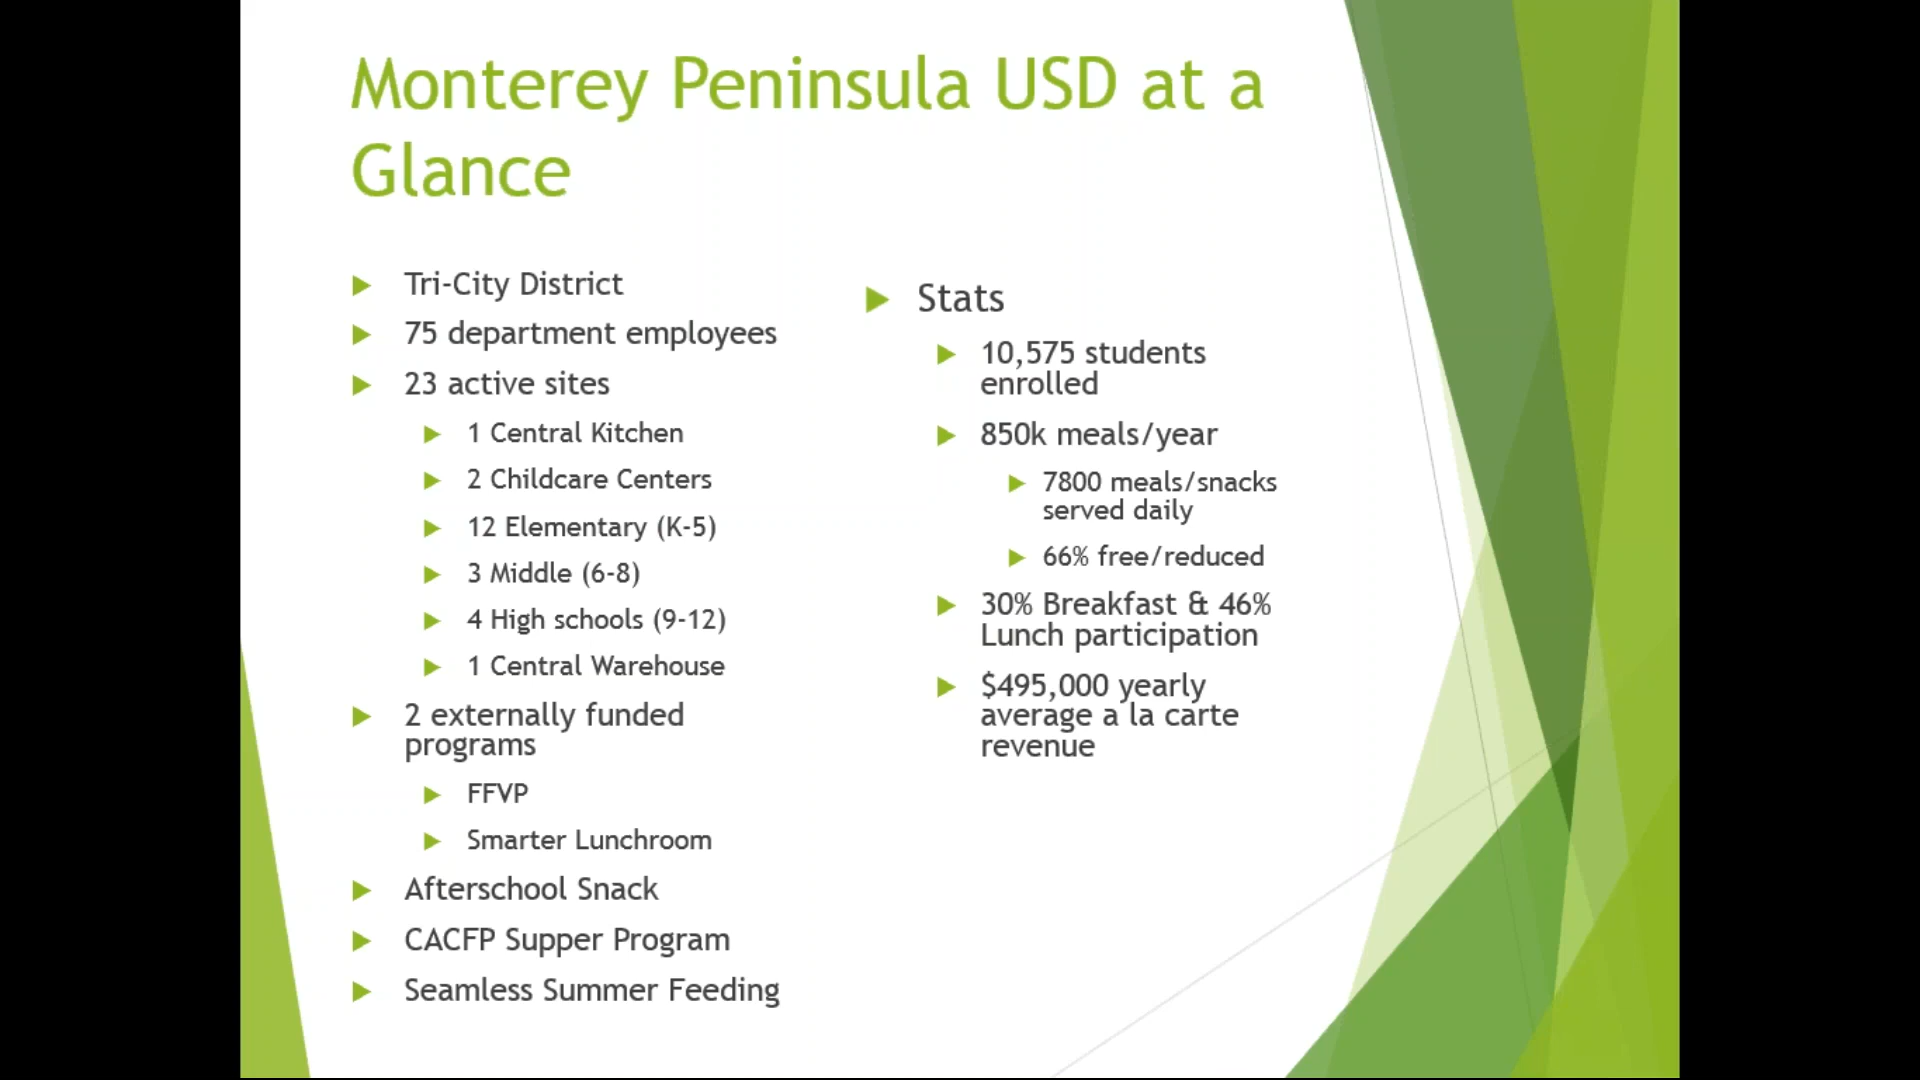 Monterey Peninsula USD at a
Glance
Tri-City District
75 department employees
23 active sites
1 Central Kitchen
2 Childcare Centers
12 Elementary (K-5)
3 Middle (6-8)
4 High schools (9-12)
1 Central Warehouse
2 externally funded
programs
FFVP
Smarter Lunchroom
Afterschool Snack
CACFP Supper Program
Seamless Summer Feeding
Stats
10,575 students
enrolled
850k meals/year
7800 meals/snacks
served daily
66% free/reduced
30% Breakfast & 46%
Lunch participation
$495,000 yearly
average a la carte
revenue